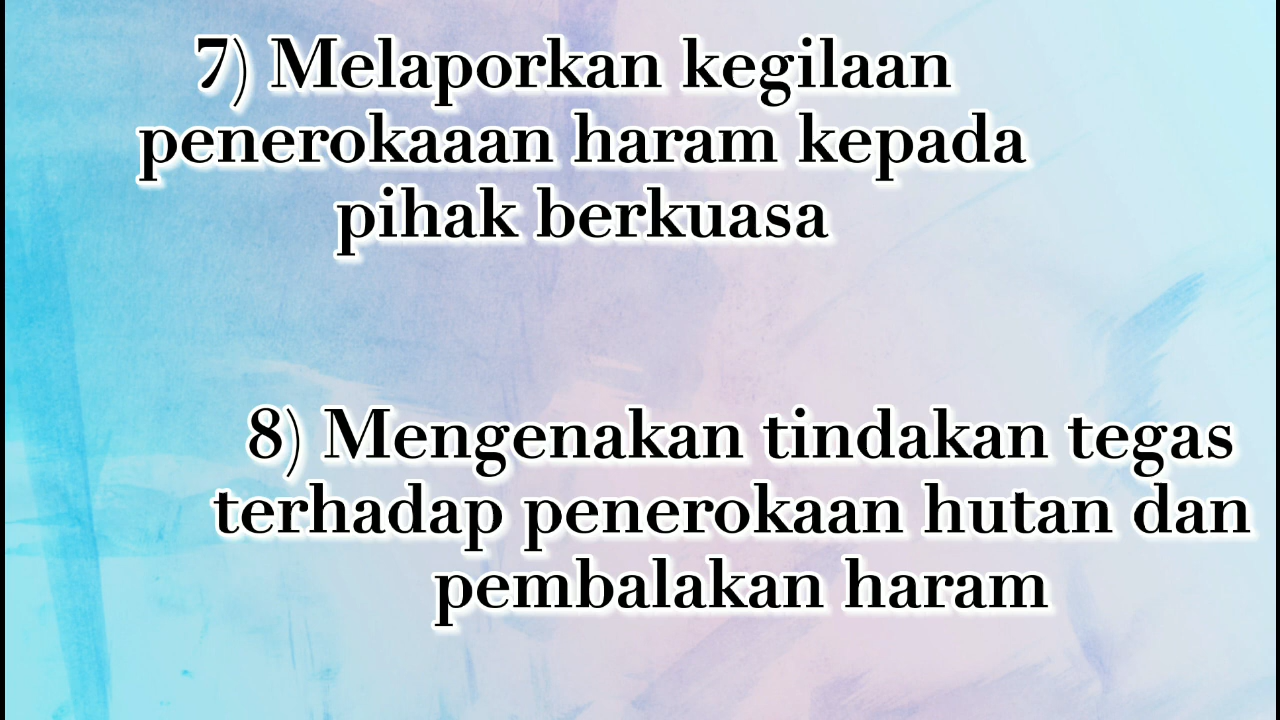 7) Melaporkan kegilaan
penerokaaan haram kepada
pihak berkuasa
8) Mengenakan tindakan tegas
terhadap penerokaan hutan dan
pembalakan haram